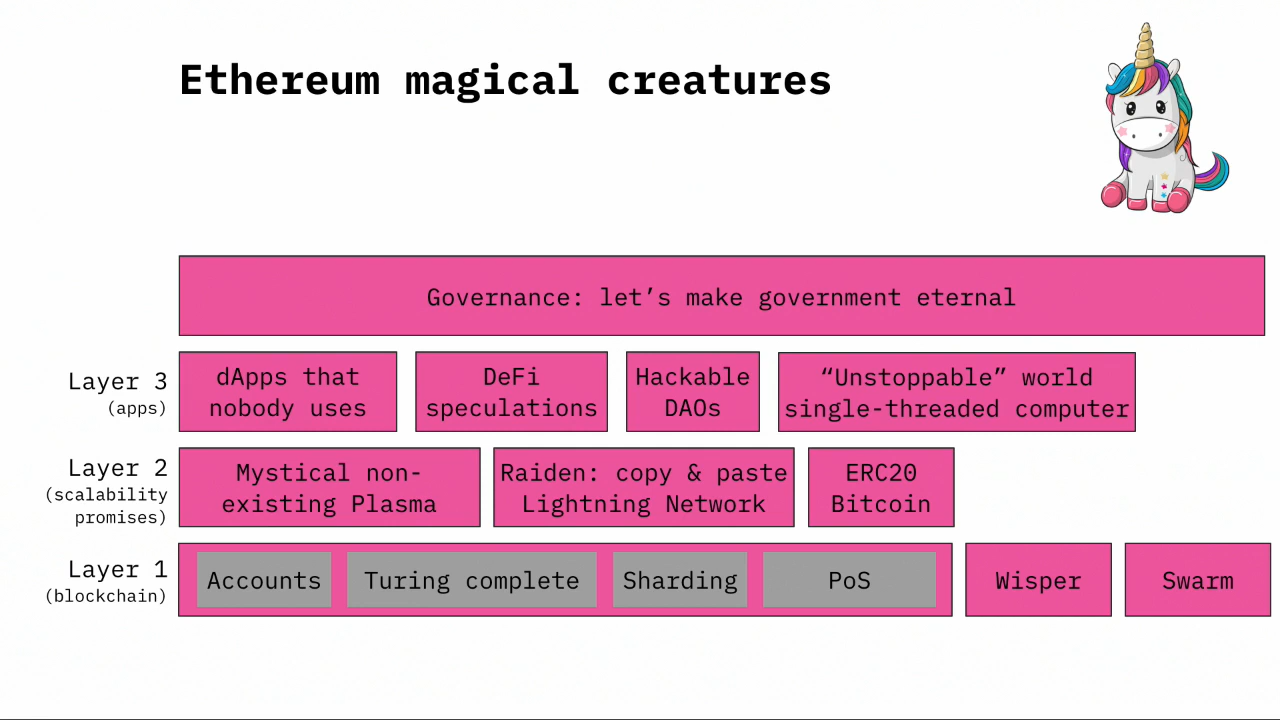 Ethereum magical creatures
Governance: let’s make government eternal
Layer 3
(apps)
dApps that
nobody uses
DeFi
speculations
Hackable
DAOs
“Unstoppable” world
single-threaded computer
Layer 2
(scalability
promises)
Mystical non-
existing Plasma
Raiden: copy & paste
Lightning Network
ERC20
Bitcoin
Layer 1
(blockchain)
Accounts
Turing complete
Sharding
PoS
Wisper
Swarm